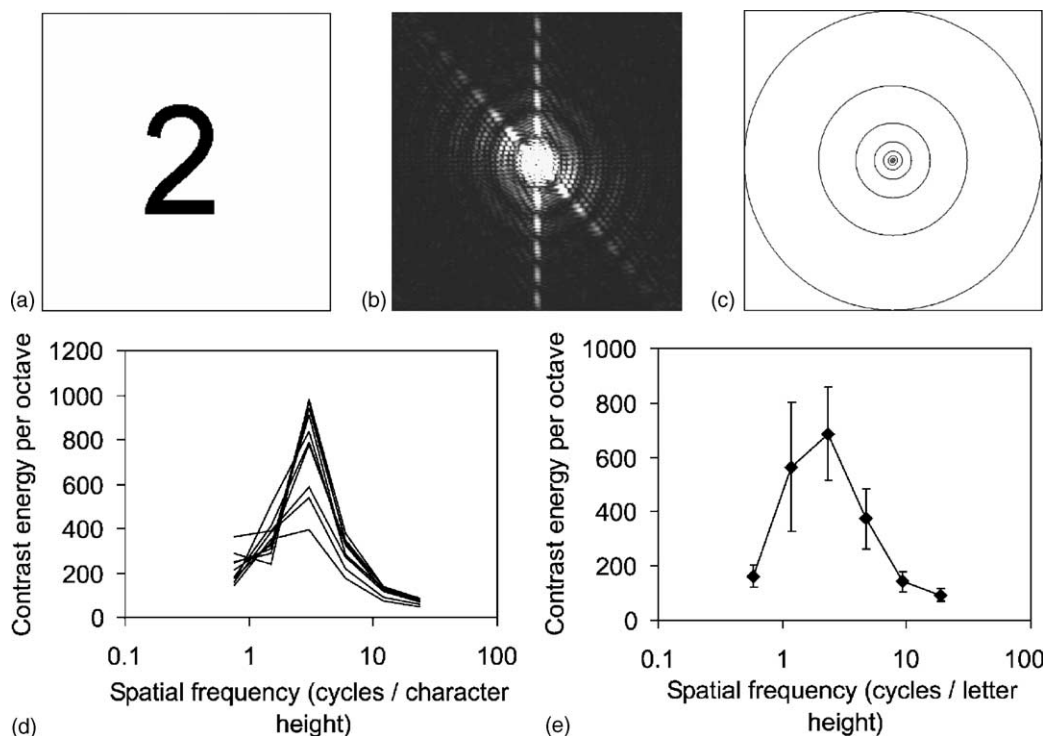 2
(a)
(b)
(c)
Contrast energy per octave
1200
1000
800
600
400
200
0
0.1 1 10 100
Spatial frequency (cycles / character
height)
(d)
Contrast energy per octave
1000
800
600
400
200
0
0.1 1 10 100
Spatial frequency (cycles / letter
height)
(e)